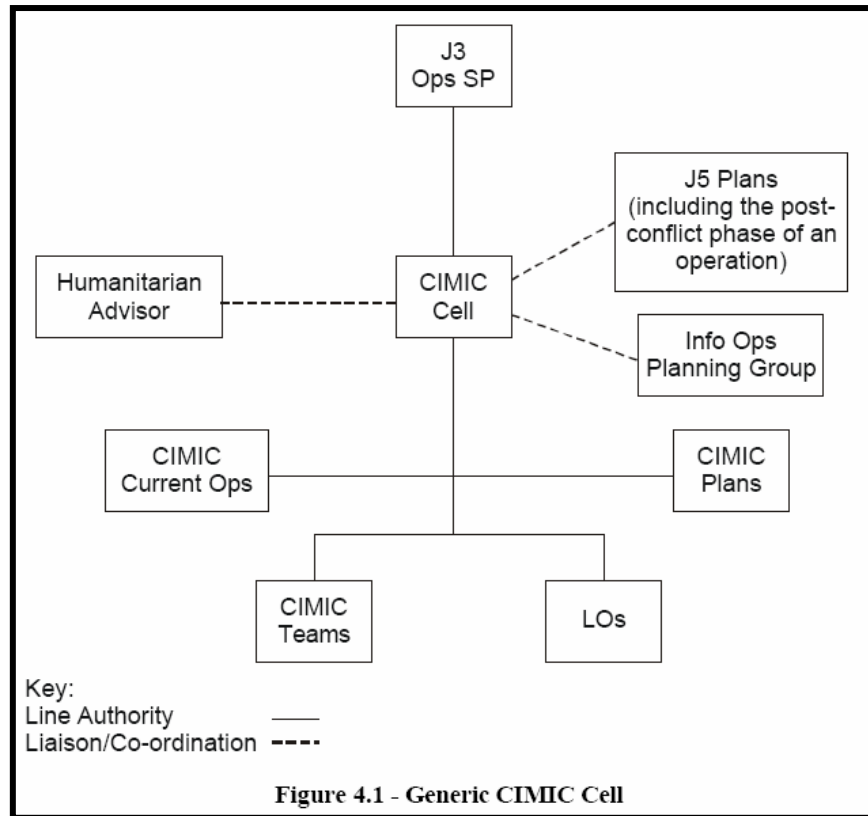 J3
Ops SP
J5 Plans
(including the post-
conflict phase of an
operation)
Humanitarian
Advisor
CIMIC
Cell
Info Ops
Planning Group
CIMIC
Current Ops
CIMIC
Plans
CIMIC
Teams
LOs
Key:
Line Authority
Liaison/Co-ordination
Figure 4.1 - Generic CIMIC Cell